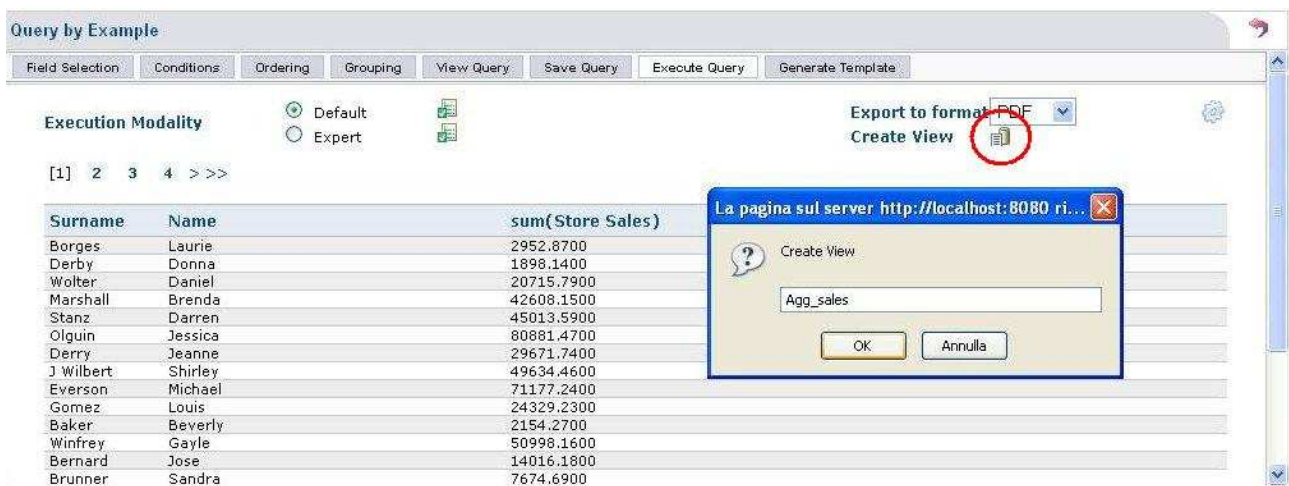 Query by Example
Field Selection Conditions Ordering Grouping View Query Save Query Execute Query Generate Template
Execution Modality
Default
Expert
Export to format PDF
Create View
[1] 2 3 4 > >>
Surname Name sum(Store Sales)
Borges Laurie 2952.8700
Derby Donna 1898.1400
Wolter Daniel 20715.7900
Marshall Brenda 42608.1500
Stanz Darren 45013.5900
Olguin Jessica 80881.4700
Derry Jeanne 29671.7400
J Wilbert Shirley 49634.4600
Everson Michael 71177.2400
Gomez Louis 24329.2300
Baker Beverly 2154.2700
Winfrey Gayle 50998.1600
Bernard Jose 14016.1800
Brunner Sandra 7674.6900
La pagina sul server http://localhost:8080 ri...
Create View
Agg_sales
OK Annulla